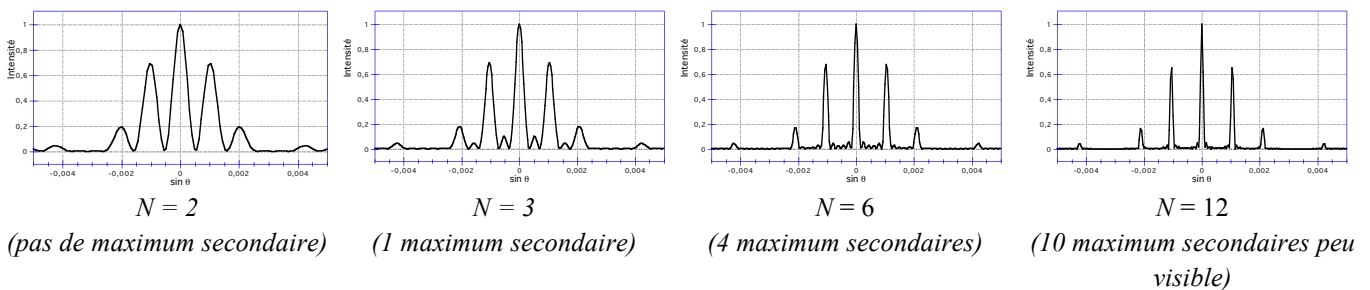 Intensité
1
0,8
0,6
0,4
0,2
0
-0,004 -0,002 0 0,002 0,004
sin θ
N = 2
(pas de maximum secondaire)
Intensité
1
0,8
0,6
0,4
0,2
0
-0,004 -0,002 0 0,002 0,004
sin θ
N = 3
(1 maximum secondaire)
Intensité
1
0,8
0,6
0,4
0,2
0
-0,004 -0,002 0 0,002 0,004
sin θ
N = 6
(4 maximum secondaires)
Intensité
1
0,8
0,6
0,4
0,2
0
-0,004 -0,002 0 0,002 0,004
sin θ
N = 12
(10 maximum secondaires peu
visible)